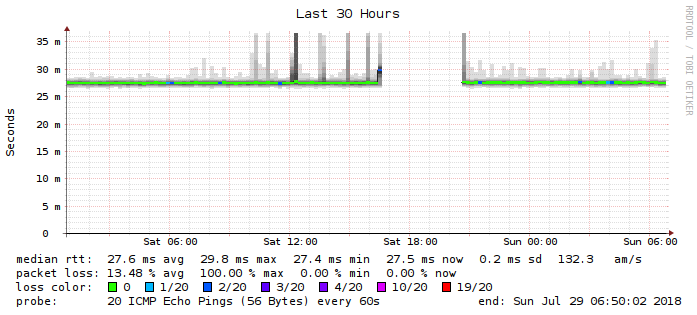 Last 30 Hours
RRDTOOL / TOBI OETIKER
Seconds
35 m
30 m
25 m
20 m
15 m
10 m
5 m
0
Sat 06:00 Sat 12:00 Sat 18:00 Sun 00:00 Sun 06:00
median rtt: 27.6 ms avg 29.8 ms max 27.4 ms min 27.5 ms now 0.2 ms sd 132.3 am/s
packet loss: 13.48 % avg 100.00 % max 0.00 % min 0.00 % now
loss color: 0 1/20 2/20 3/20 4/20 10/20 19/20
probe: 20 ICMP Echo Pings (56 Bytes) every 60s end: Sun Jul 29 06:50:02 2018